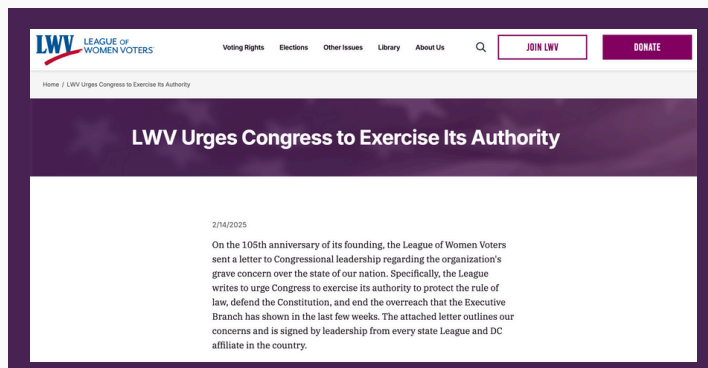 LWV LEAGUE OF
WOMEN VOTERS
Voting Rights Elections Other Issues Library About Us JOIN LWV DONATE
Home / LWV Urges Congress to Exercise Its Authority
LWV Urges Congress to Exercise Its Authority
2/14/2025
On the 105th anniversary of its founding, the League of Women Voters
sent a letter to Congressional leadership regarding the organization's
grave concern over the state of our nation. Specifically, the League
writes to urge Congress to exercise its authority to protect the rule of
law, defend the Constitution, and end the overreach that the Executive
Branch has shown in the last few weeks. The attached letter outlines our
concerns and is signed by leadership from every state League and DC
affiliate in the country.